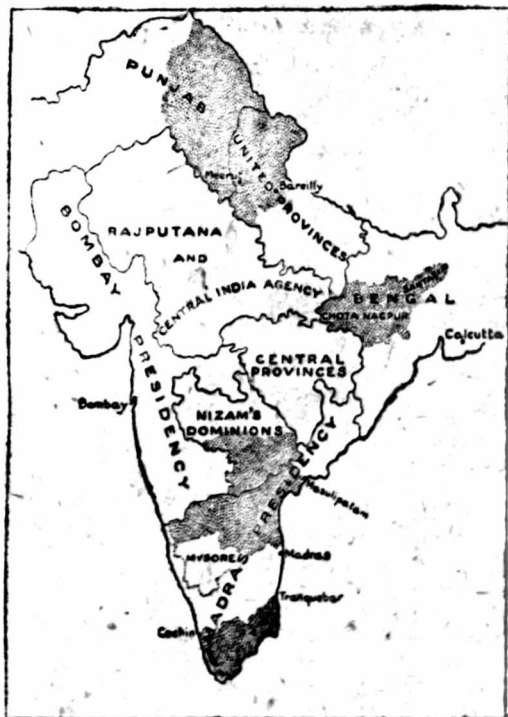 PUNJAB
UNITED PROVINCES
Meerut
Bareilly
BOMBAY PRESIDENCY
RAJPUTANA
AND
CENTRAL INDIA AGENCY
BENGAL
CHOTA NAGPUR
Calcutta
CENTRAL
PROVINCES
Bombay
NIZAM'S
DOMINIONS
MADRAS PRESIDENCY
Masulipatam
MYSORE
Madras
Tranquebar
Cochin